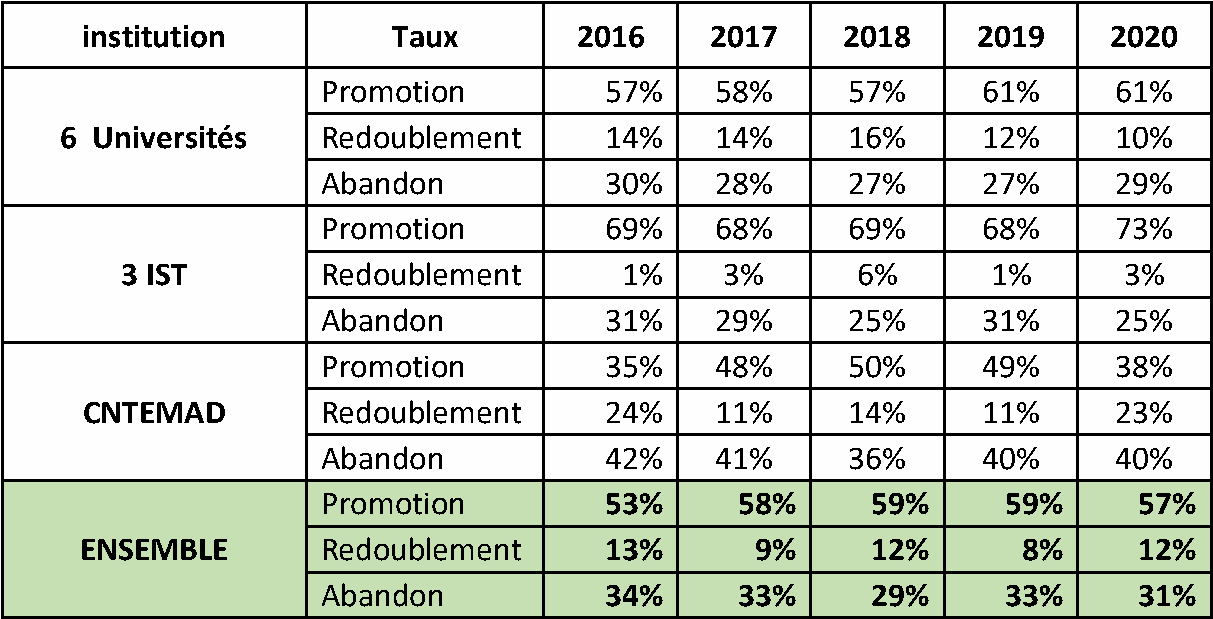 institution Taux 2016 2017 2018 2019 2020
Promotion 57% 58% 57% 61% 61%
6 Universités Redoublement 14% 14% 16% 12% 10%
Abandon 30% 28% 27% 27% 29%
Promotion 69% 68% 69% 68% 73%
3 IST Redoublement 1% 3% 6% 1% 3%
Abandon 31% 29% 25% 31% 25%
Promotion 35% 48% 50% 49% 38%
CNTEMAD Redoublement 24% 11% 14% 11% 23%
Abandon 42% 41% 36% 40% 40%
Promotion 53% 58% 59% 59% 57%
ENSEMBLE Redoublement 13% 9% 12% 8% 12%
Abandon 34% 33% 29% 33% 31%